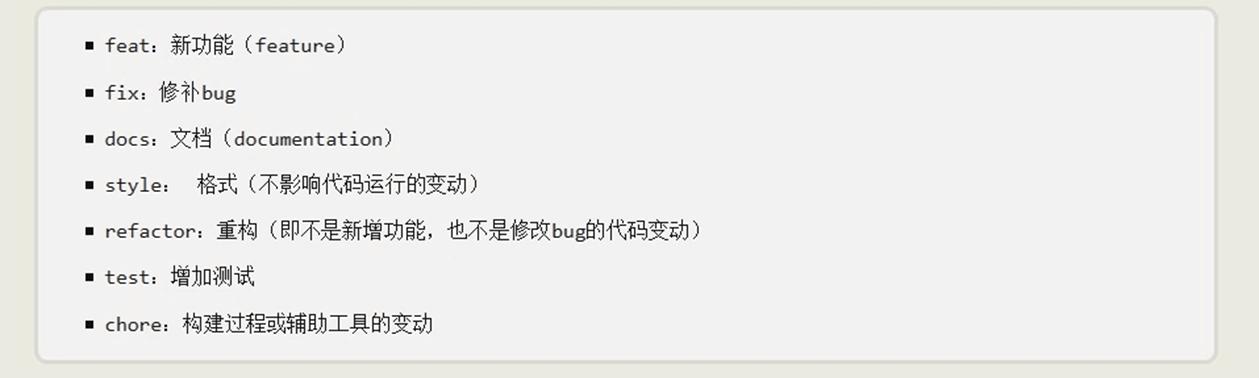 feat：新功能（feature）
fix：修补bug
docs：文档（documentation）
style： 格式（不影响代码运行的变动）
refactor：重构（即不是新增功能，也不是修改bug的代码变动）
test：增加测试
chore：构建过程或辅助工具的变动